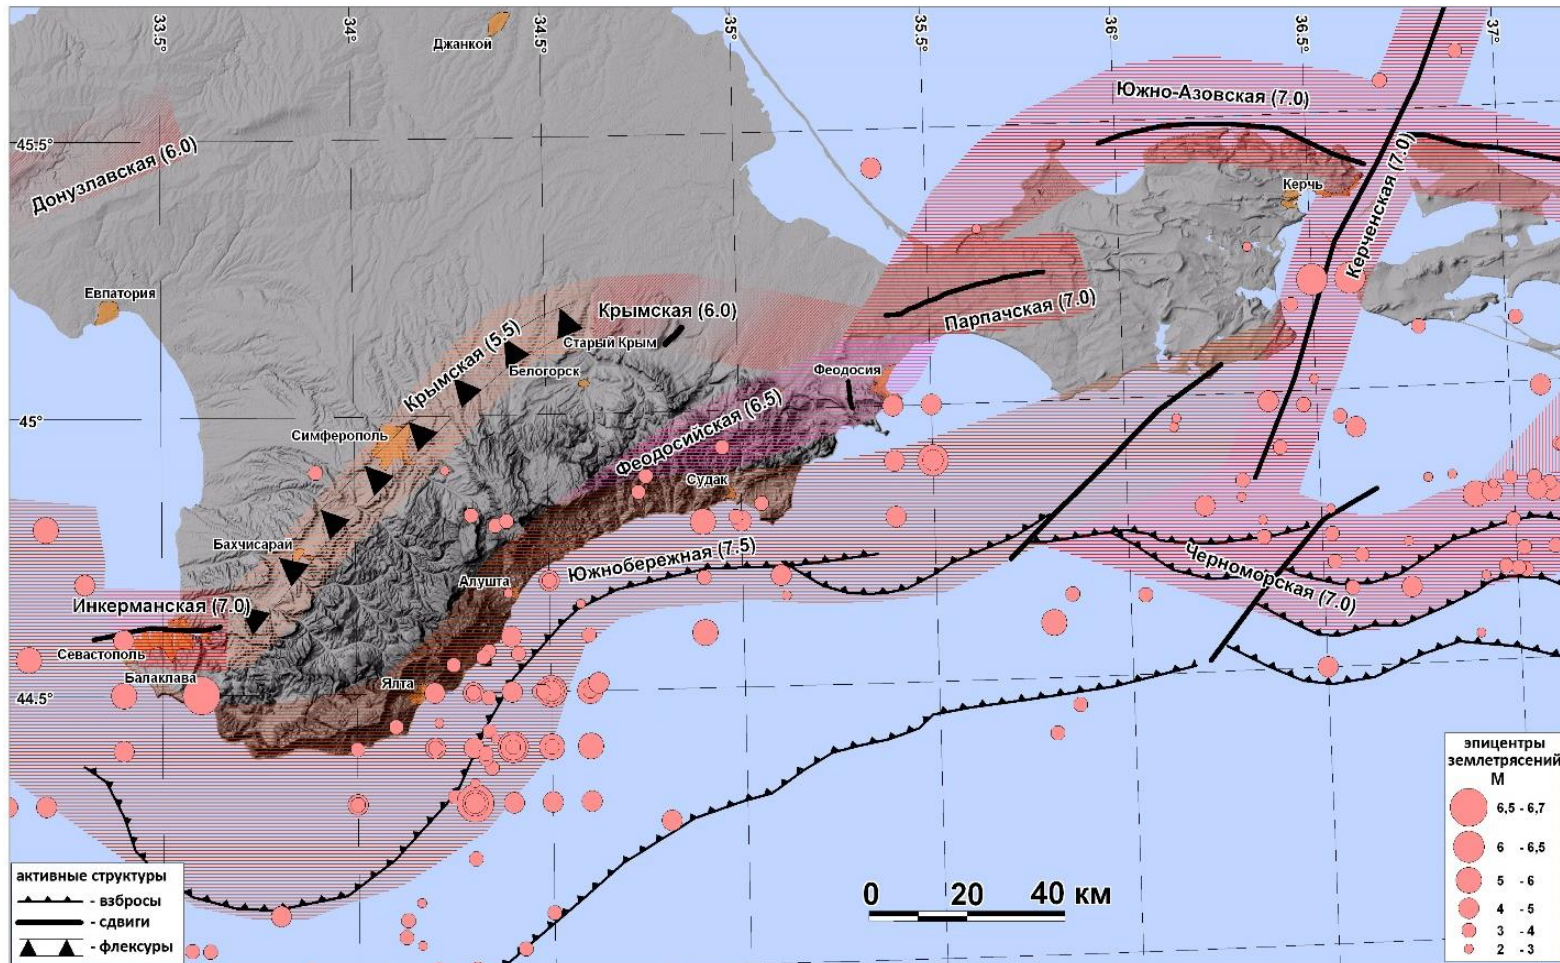 33.5°
34°
34.5°
35°
35.5°
36°
36.5°
37°
Джанкой
Южно-Азовская (7.0)
45.5°
Донузлавская (6.0)
Керчь
Керченская (7.0)
Евпатория
Крымская (6.0)
Парпачская (7.0)
Крымская (5.5)
Старый Крым
Белогорск
Феодосия
45°
Симферополь
Феодосийская (6.5)
Судак
Бахчисарай
Южнобережная (7.5)
Черноморская (7.0)
Алушта
Инкерманская (7.0)
Севастополь
Балаклава
Ялта
44.5°
эпицентры
землетрясений
М
6,5 - 6,7
6 - 6,5
5 - 6
4 - 5
3 - 4
2 - 3
активные структуры
- взбросы
- сдвиги
- флексуры
0 20 40 км